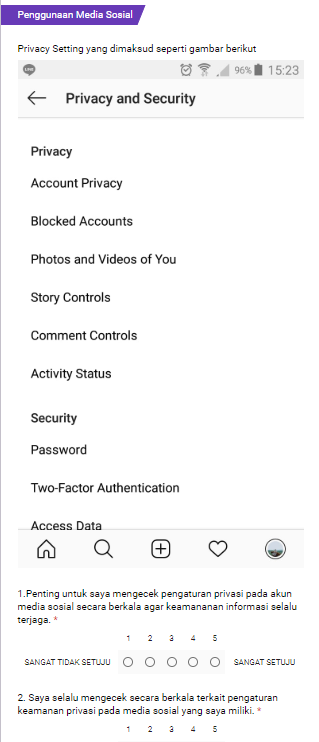 Penggunaan Media Sosial
Privacy Setting yang dimaksud seperti gambar berikut
LINE
96% 15:23
Privacy and Security
Privacy
Account Privacy
Blocked Accounts
Photos and Videos of You
Story Controls
Comment Controls
Activity Status
Security
Password
Two-Factor Authentication
Access Data
1.Penting untuk saya mengecek pengaturan privasi pada akun
media sosial secara berkala agar keamananan informasi selalu
terjaga. *
1 2 3 4 5
SANGAT TIDAK SETUJU SANGAT SETUJU
2. Saya selalu mengecek secara berkala terkait pengaturan
keamanan privasi pada media sosial yang saya miliki. *
1 2 3 4 5